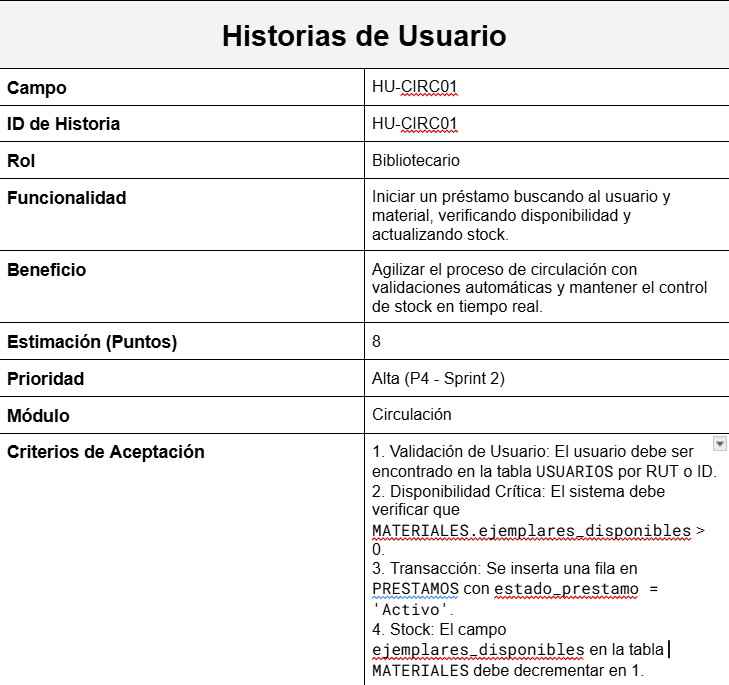 Historias de Usuario
Campo
HU-CIRC01
ID de Historia
HU-CIRC01
Rol
Bibliotecario
Funcionalidad
Iniciar un préstamo buscando al usuario y
material, verificando disponibilidad y
actualizando stock.
Beneficio
Agilizar el proceso de circulación con
validaciones automáticas y mantener el control
de stock en tiempo real.
Estimación (Puntos)
8
Prioridad
Alta (P4 - Sprint 2)
Módulo
Circulación
Criterios de Aceptación
1. Validación de Usuario: El usuario debe ser
encontrado en la tabla USUARIOS por RUT o ID.
2. Disponibilidad Crítica: El sistema debe
verificar que
MATERIALES.ejemplares_disponibles >
0.
3. Transacción: Se inserta una fila en
PRESTAMOS con estado_prestamo =
'Activo'.
4. Stock: El campo
ejemplares_disponibles en la tabla
MATERIALES debe decrementar en 1.